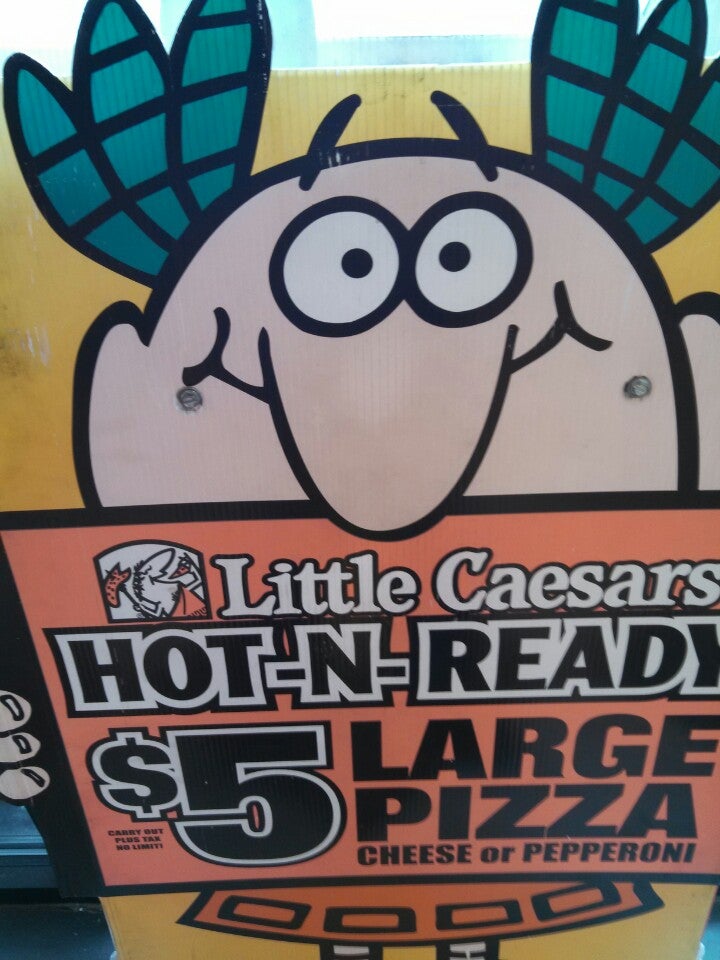 Little Caesars
HOT-N-READY
$5
LARGE
PIZZA
CHEESE or PEPPERONI
CARRY OUT
PLUS TAX
NO LIMIT!